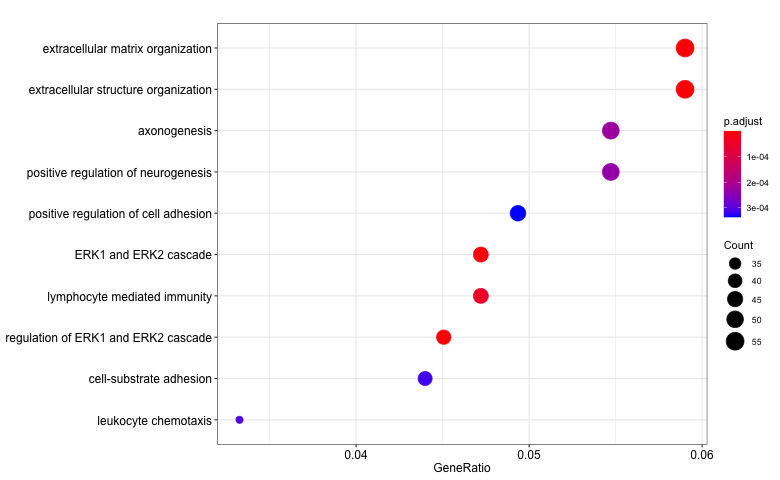 extracellular matrix organization
extracellular structure organization
axonogenesis
positive regulation of neurogenesis
positive regulation of cell adhesion
ERK1 and ERK2 cascade
lymphocyte mediated immunity
regulation of ERK1 and ERK2 cascade
cell-substrate adhesion
leukocyte chemotaxis
0.04
0.05
0.06
GeneRatio
p.adjust
1e-04
2e-04
3e-04
Count
35
40
45
50
55